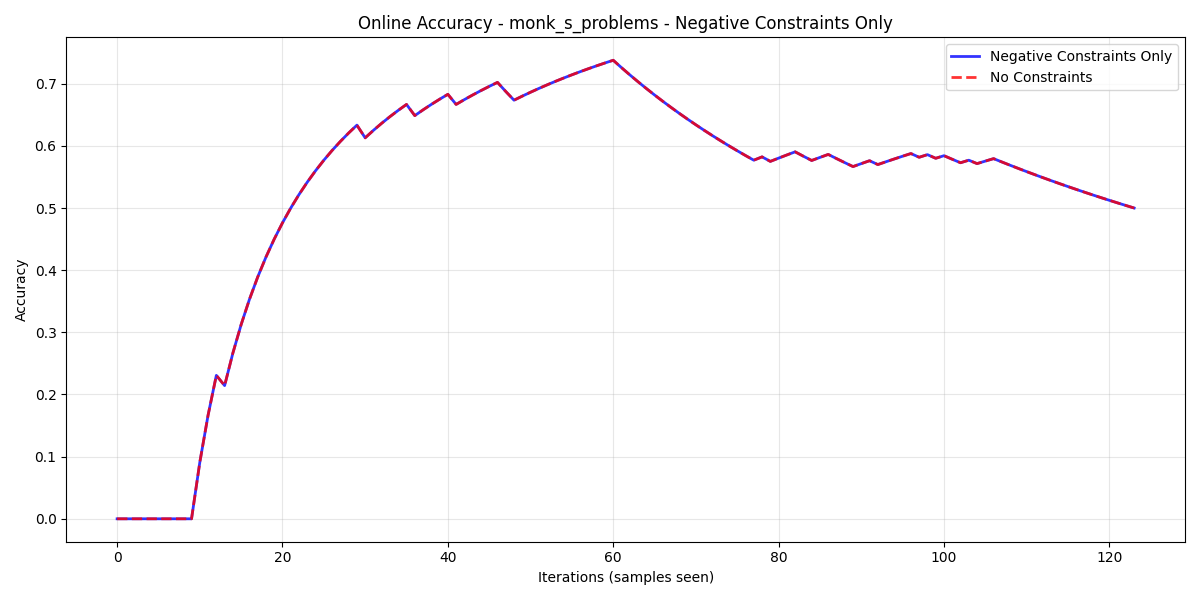 Online Accuracy - monk_s_problems - Negative Constraints Only
Negative Constraints Only
No Constraints
Accuracy
0.7
0.6
0.5
0.4
0.3
0.2
0.1
0.0
0 20 40 60 80 100 120
Iterations (samples seen)